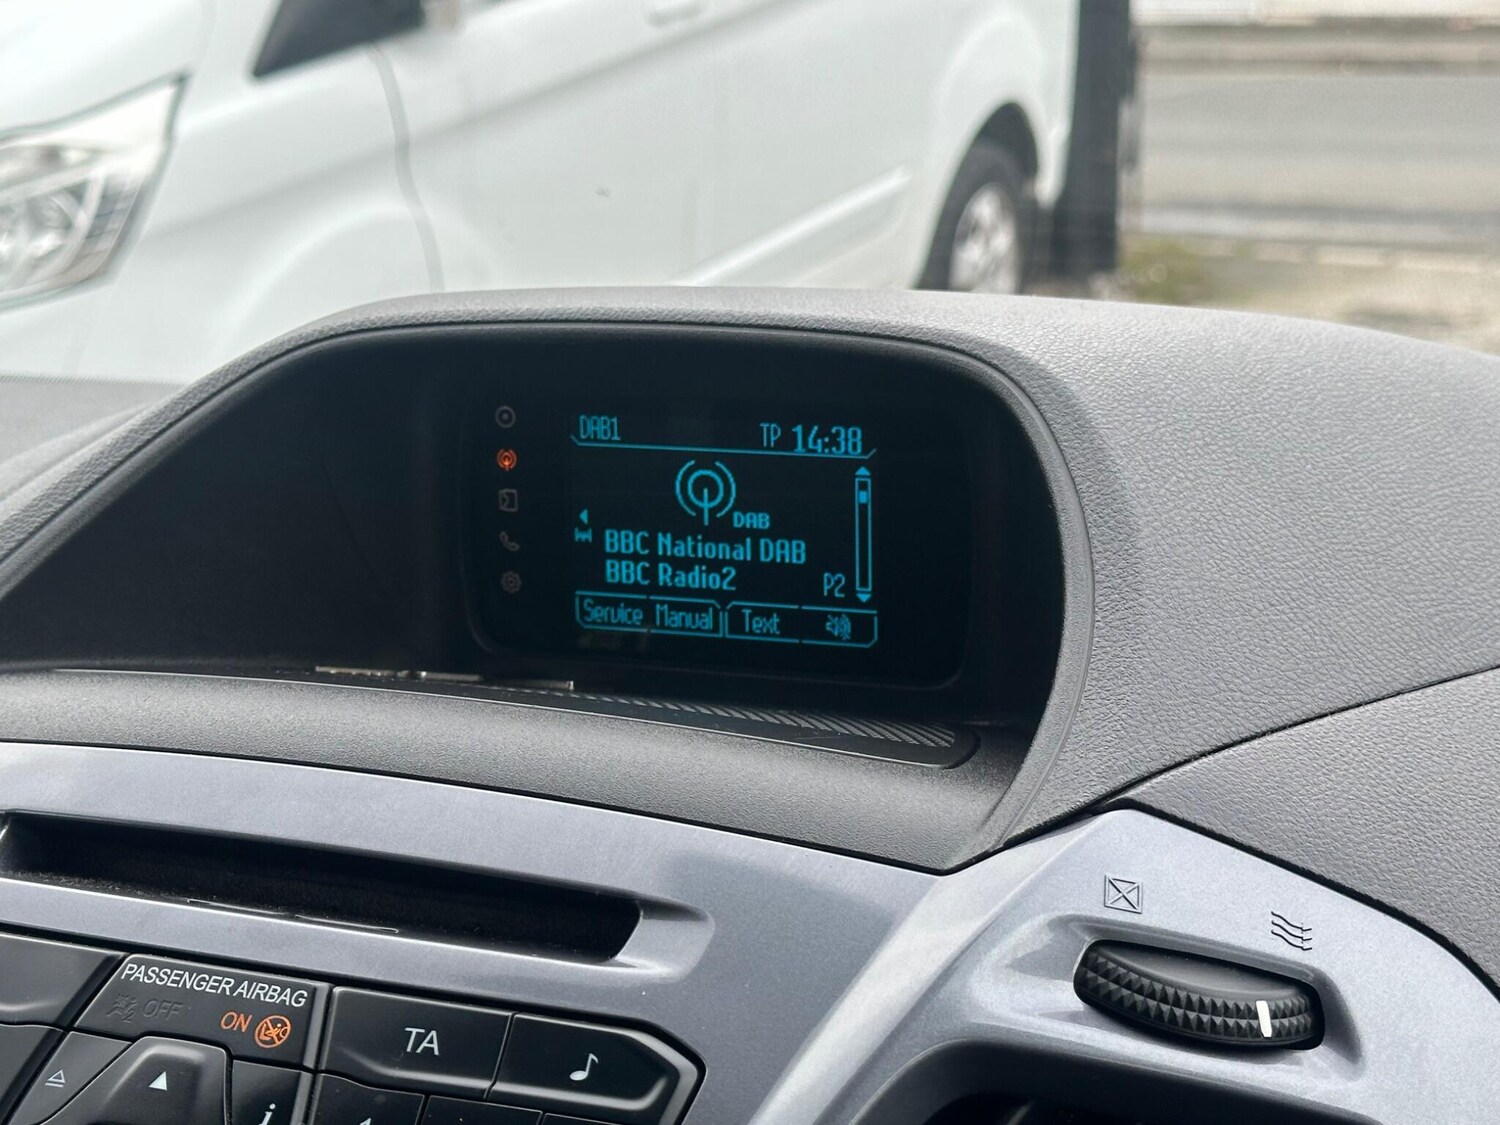 DAB1 TP 14:38
DAB
BBC National DAB
BBC Radio2 P2
Service Manual Text
PASSENGER AIRBAG
OFF
ON
TA
i